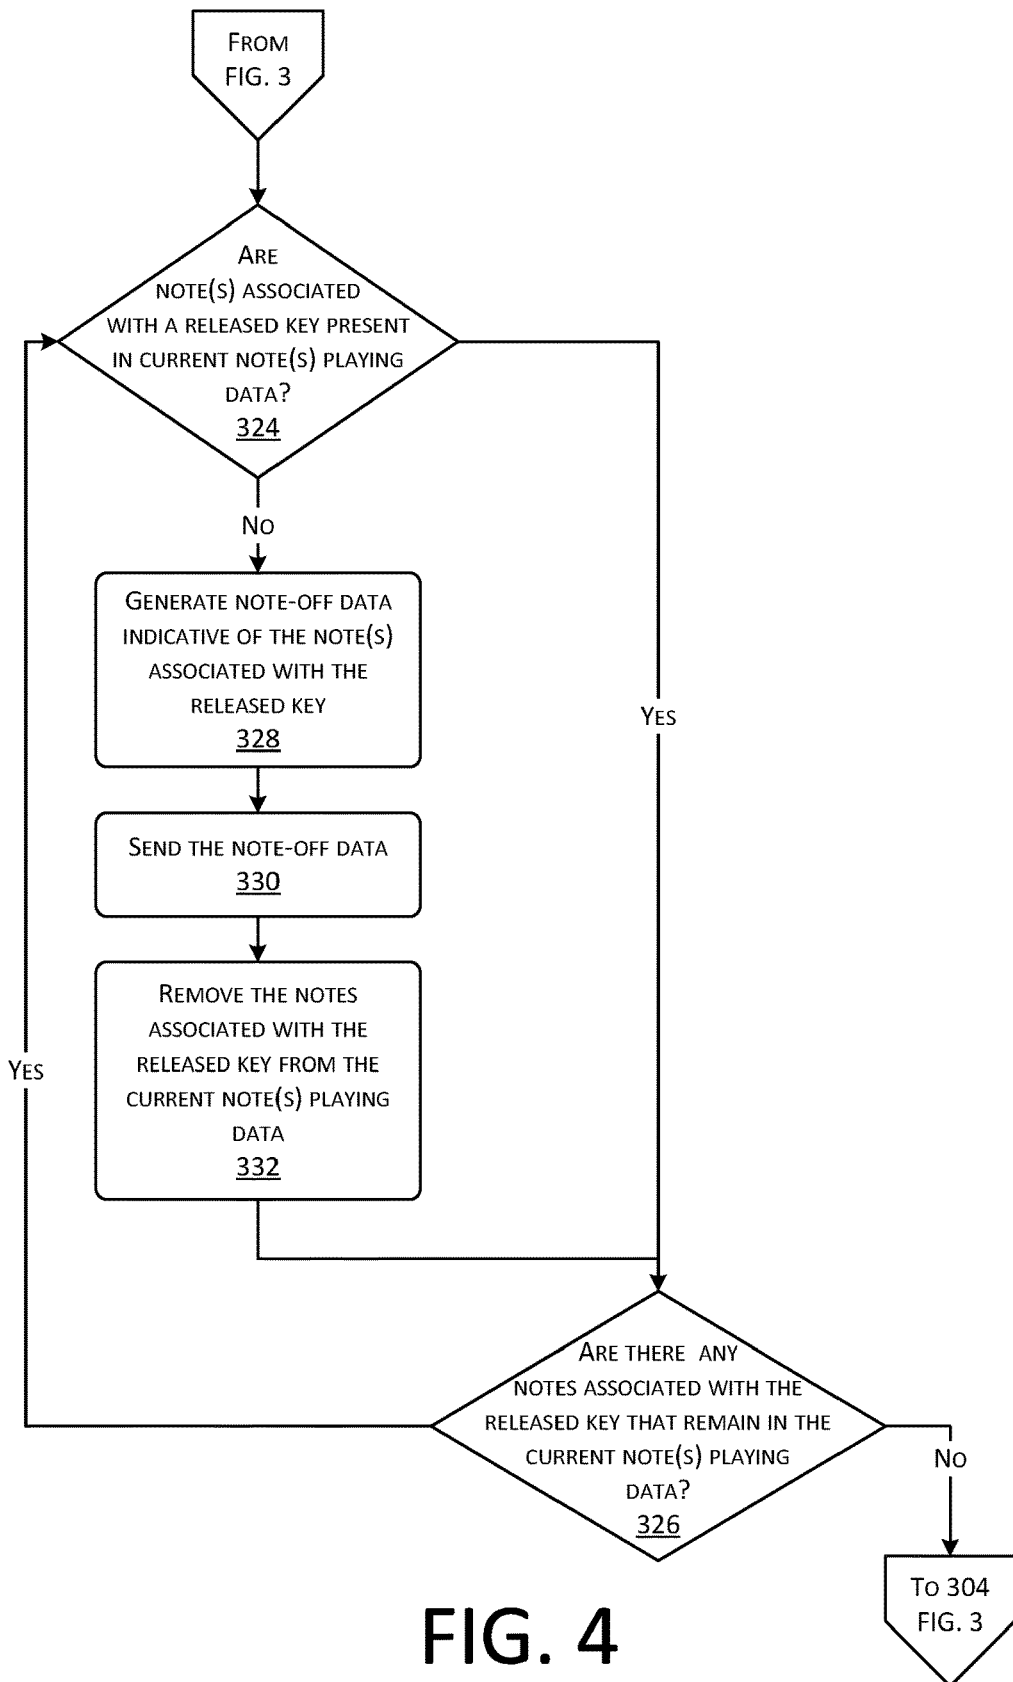 FROM
FIG. 3
ARE
NOTE(S) ASSOCIATED
WITH A RELEASED KEY PRESENT
IN CURRENT NOTE(S) PLAYING
DATA?
324
NO
GENERATE NOTE-OFF DATA
INDICATIVE OF THE NOTE(S)
ASSOCIATED WITH THE
RELEASED KEY
328
YES
SEND THE NOTE-OFF DATA
330
REMOVE THE NOTES
ASSOCIATED WITH THE
RELEASED KEY FROM THE
CURRENT NOTE(S) PLAYING
DATA
332
YES
ARE THERE ANY
NOTES ASSOCIATED WITH THE
RELEASED KEY THAT REMAIN IN THE
CURRENT NOTE(S) PLAYING
DATA?
326
NO
TO 304
FIG. 3
FIG. 4